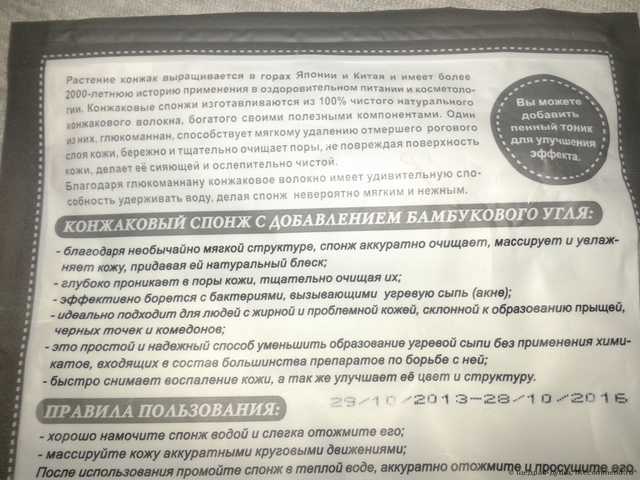 Растение конжак выращивается в горах Японии и Китая и имеет более
2000-летнюю историю применения в оздоровительном питании и косметоло-
гии. Конжаковые спонжи изготавливаются из 100% чистого натурального
конжакового волокна, богатого своими полезными компонентами. Один
из них, глюкоманнан, способствует мягкому удалению отмершего рогового
слоя кожи, бережно и тщательно очищает поры, не повреждая поверхность
кожи, делает её сияющей и ослепительно чистой.
Благодаря глюкоманнану конжаковое волокно имеет удивительную спо-
собность удерживать воду, делая спонж невероятно мягким и нежным.
Вы можете
добавить
пенный тоник
для улучшения
эффекта.
КОНЖАКОВЫЙ СПОНЖ С ДОБАВЛЕНИЕМ БАМБУКОВОГО УГЛЯ:
- благодаря необычайно мягкой структуре, спонж аккуратно очищает, массирует и увлаж-
няет кожу, придавая ей натуральный блеск;
- глубоко проникает в поры кожи, тщательно очищая их;
- эффективно борется с бактериями, вызывающими угревую сыпь (акне);
- идеально подходит для людей с жирной и проблемной кожей, склонной к образованию прыщей,
черных точек и комедонов;
- это простой и надежный способ уменьшить образование угревой сыпи без применения хими-
катов, входящих в состав большинства препаратов по борьбе с ней;
- быстро снимает воспаление кожи, а так же улучшает её цвет и структуру.
29/10/2013-28/10/2016
ПРАВИЛА ПОЛЬЗОВАНИЯ:
- хорошо намочите спонж водой и слегка отожмите его;
- массируйте кожу аккуратными круговыми движениями;
После использования промойте спонж в теплой воде, аккуратно отожмите и просушите его.